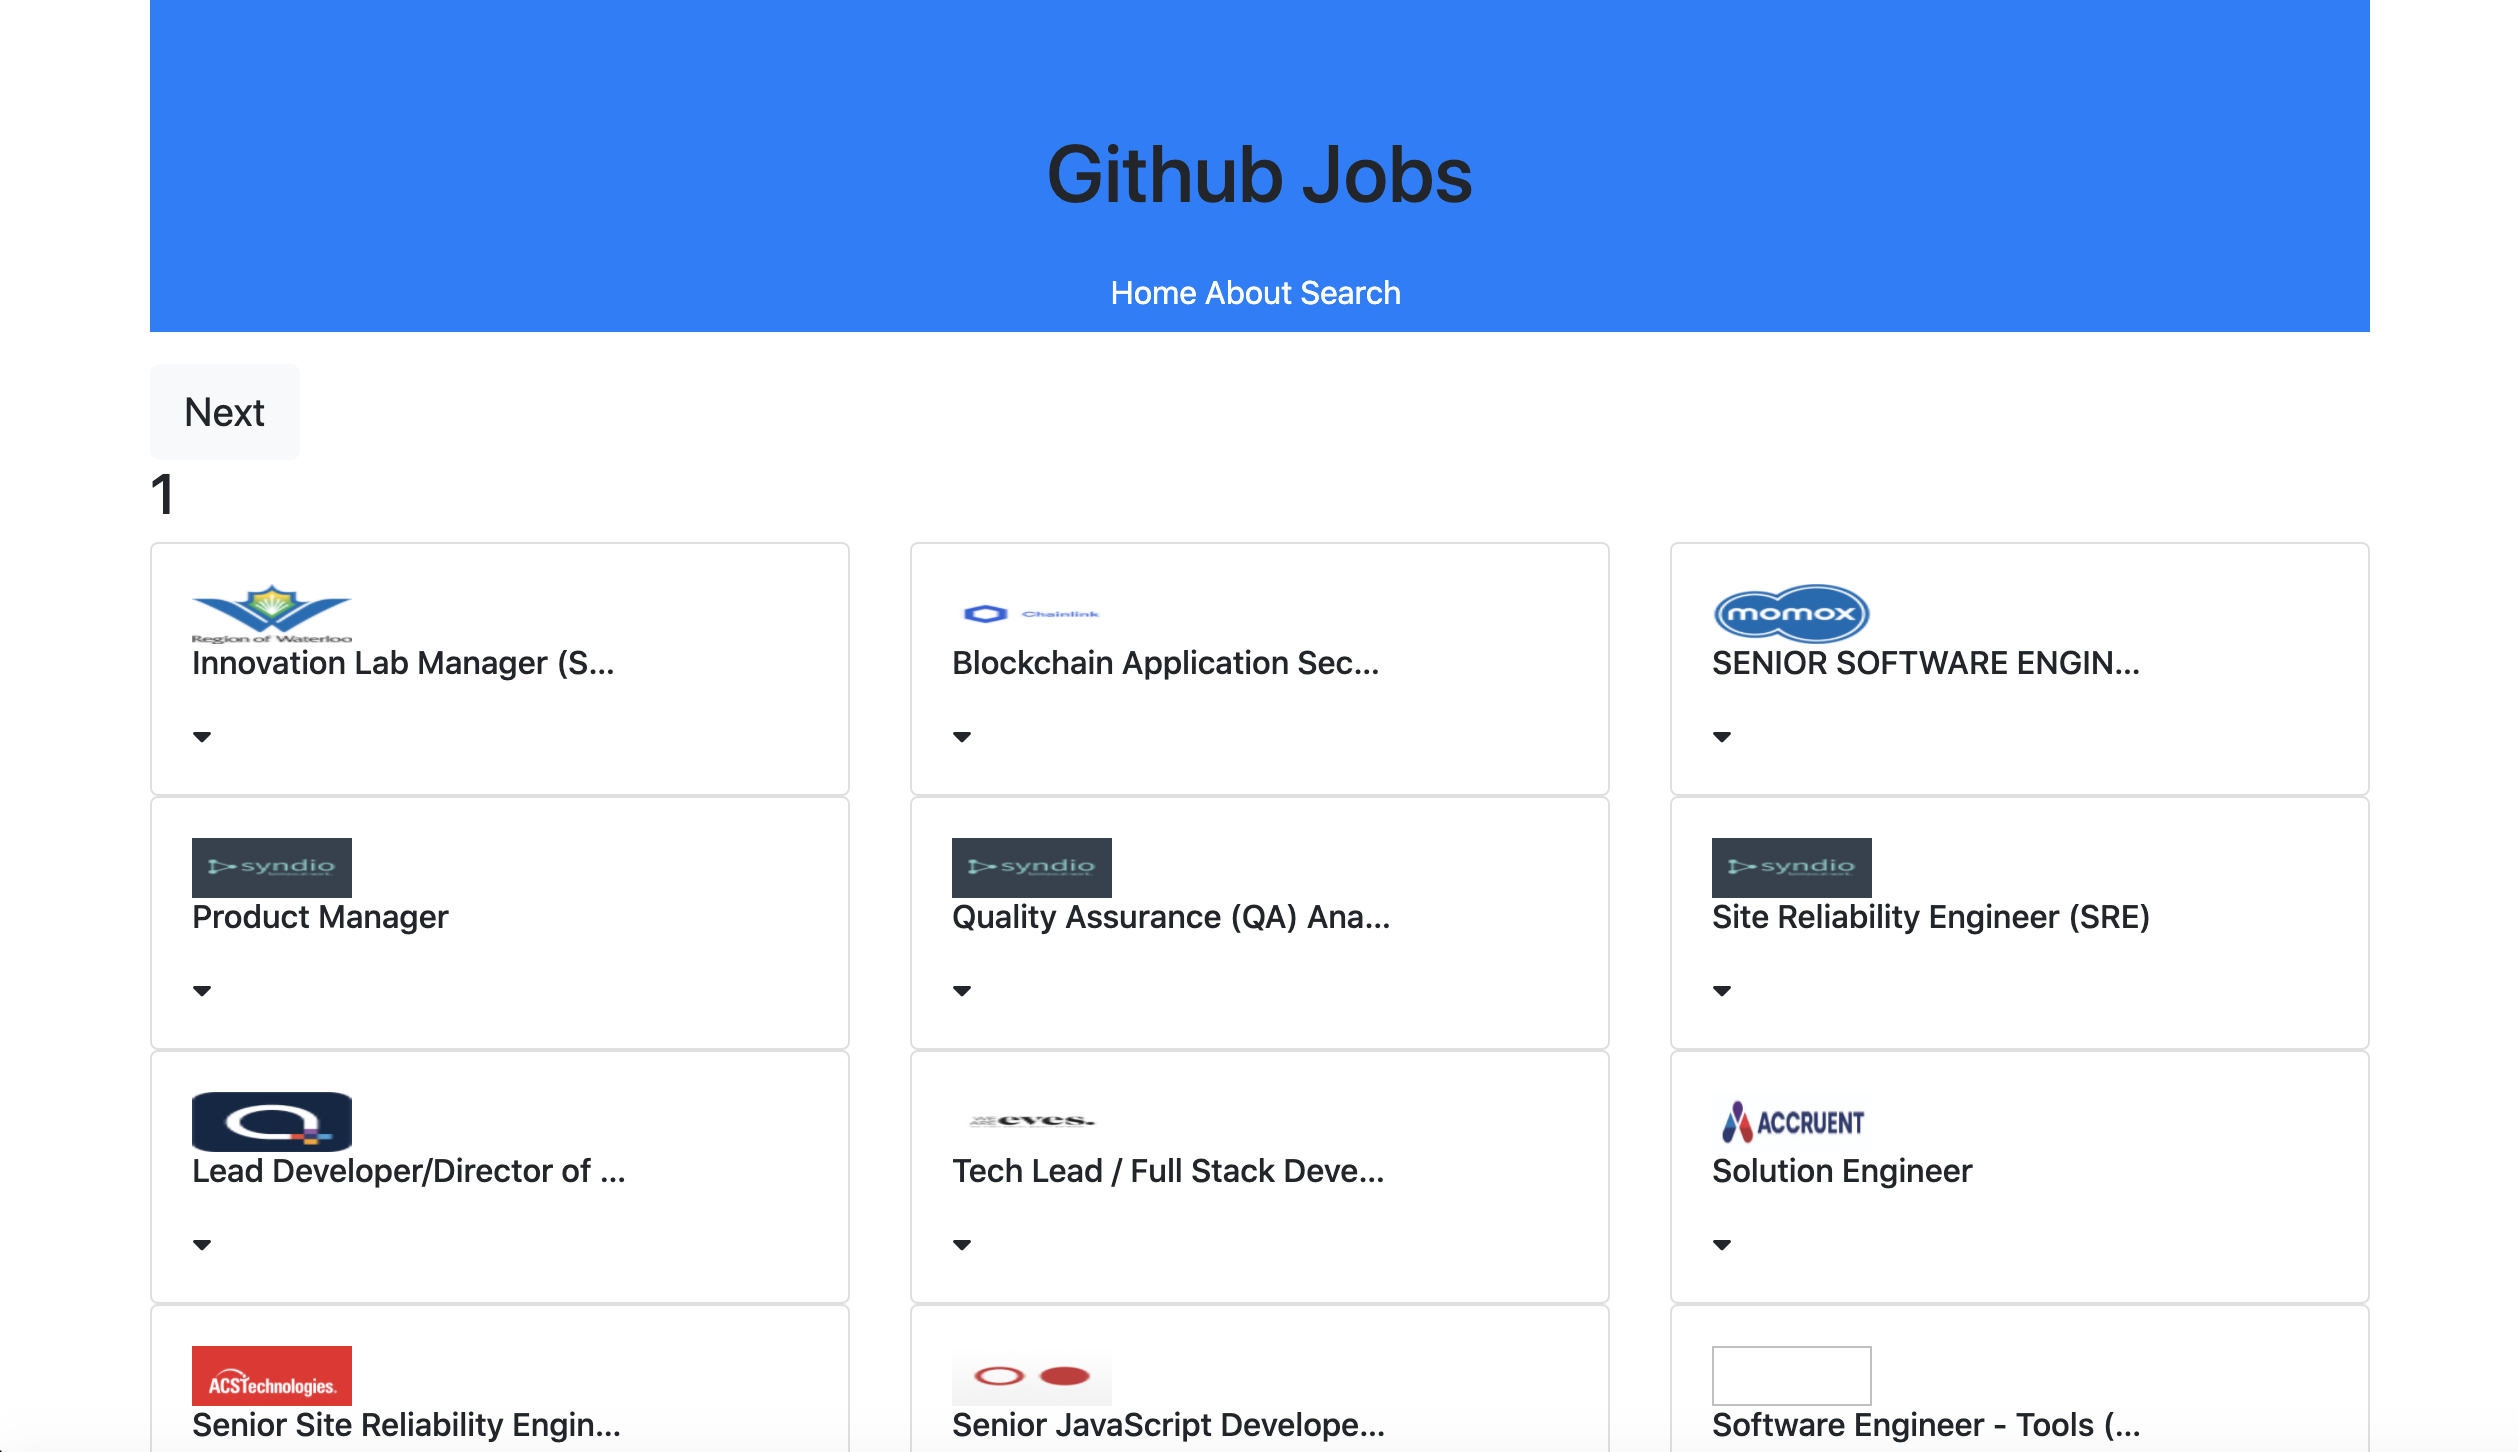 Github Jobs
Home About Search
Next
1
Region of Waterloo
Innovation Lab Manager (S...
Chainlink
Blockchain Application Sec...
momox
SENIOR SOFTWARE ENGIN...
syndio
Product Manager
syndio
Quality Assurance (QA) Ana...
syndio
Site Reliability Engineer (SRE)
Lead Developer/Director of ...
eves.
Tech Lead / Full Stack Deve...
ACCRUENT
Solution Engineer
ACSTechnologies.
Senior Site Reliability Engin...
Senior JavaScript Develope...
Software Engineer - Tools (...